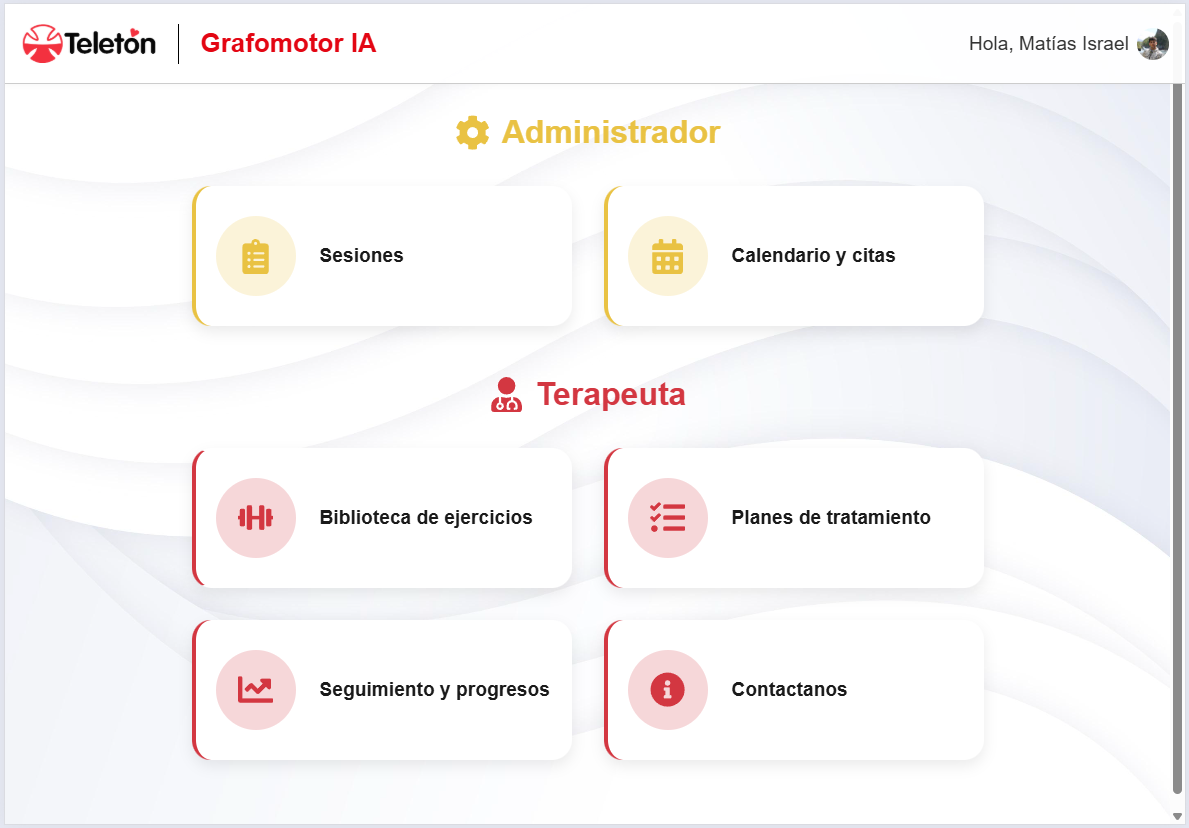 Teletón
Grafomotor IA
Hola, Matías Israel
Administrador
Sesiones
Calendario y citas
Terapeuta
Biblioteca de ejercicios
Planes de tratamiento
Seguimiento y progresos
Contactanos